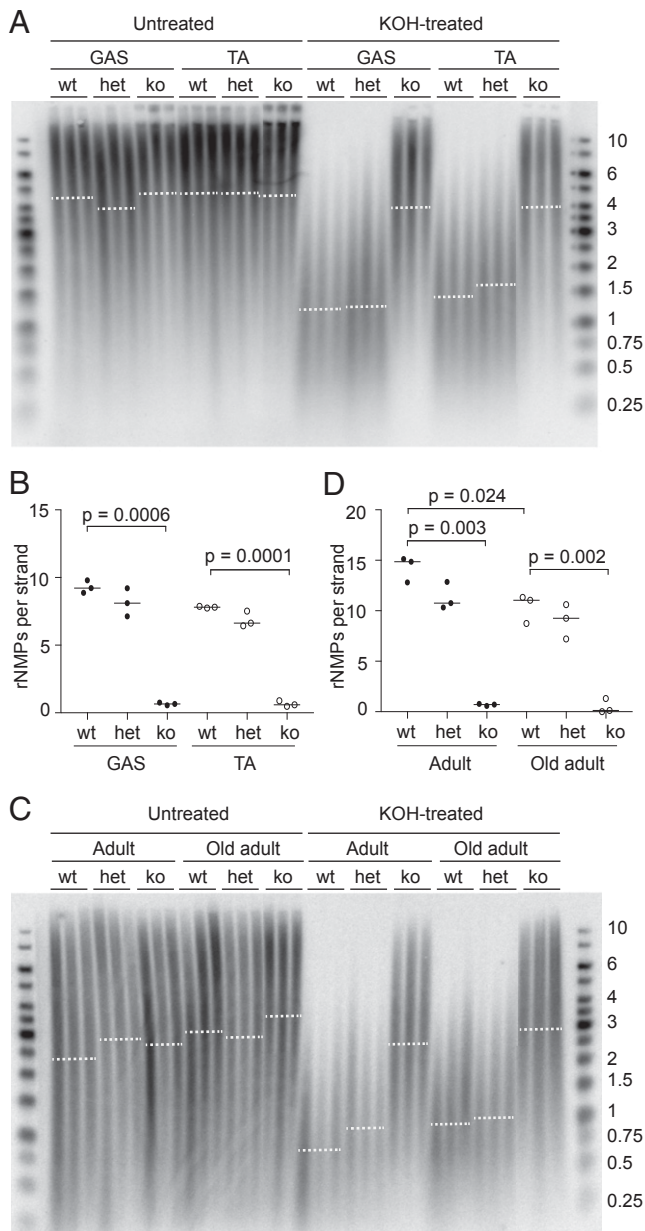 A
Untreated KOH-treated
GAS TA GAS TA
wt het ko wt het ko wt het ko wt het ko
10
6
4
3
2
1.5
1
0.75
0.5
0.25
B
rNMPs per strand
15
10
5
0
p = 0.0006
p = 0.0001
wt het ko wt het ko
GAS TA
D
rNMPs per strand
20
15
10
5
0
p = 0.024
p = 0.003
p = 0.002
wt het ko wt het ko
Adult Old adult
C
Untreated KOH-treated
Adult Old adult Adult Old adult
wt het ko wt het ko wt het ko wt het ko
10
6
4
3
2
1.5
1
0.75
0.5
0.25